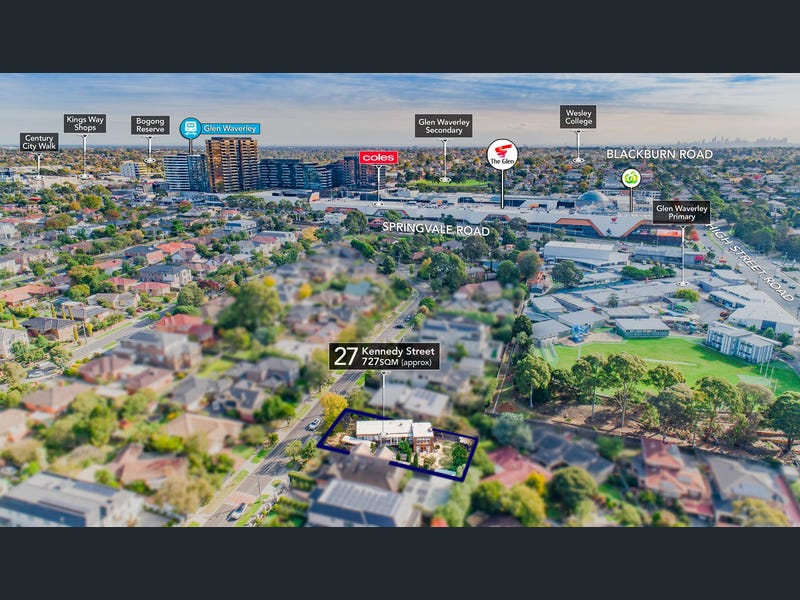 Kings Way
Shops
Century
City Walk
Bogong
Reserve
Glen Waverley
coles
Glen Waverley
Secondary
The Glen
Wesley
College
BLACKBURN ROAD
Glen Waverley
Primary
SPRINGVALE ROAD
HIGH STREET ROAD
27 Kennedy Street
727SQM (approx)